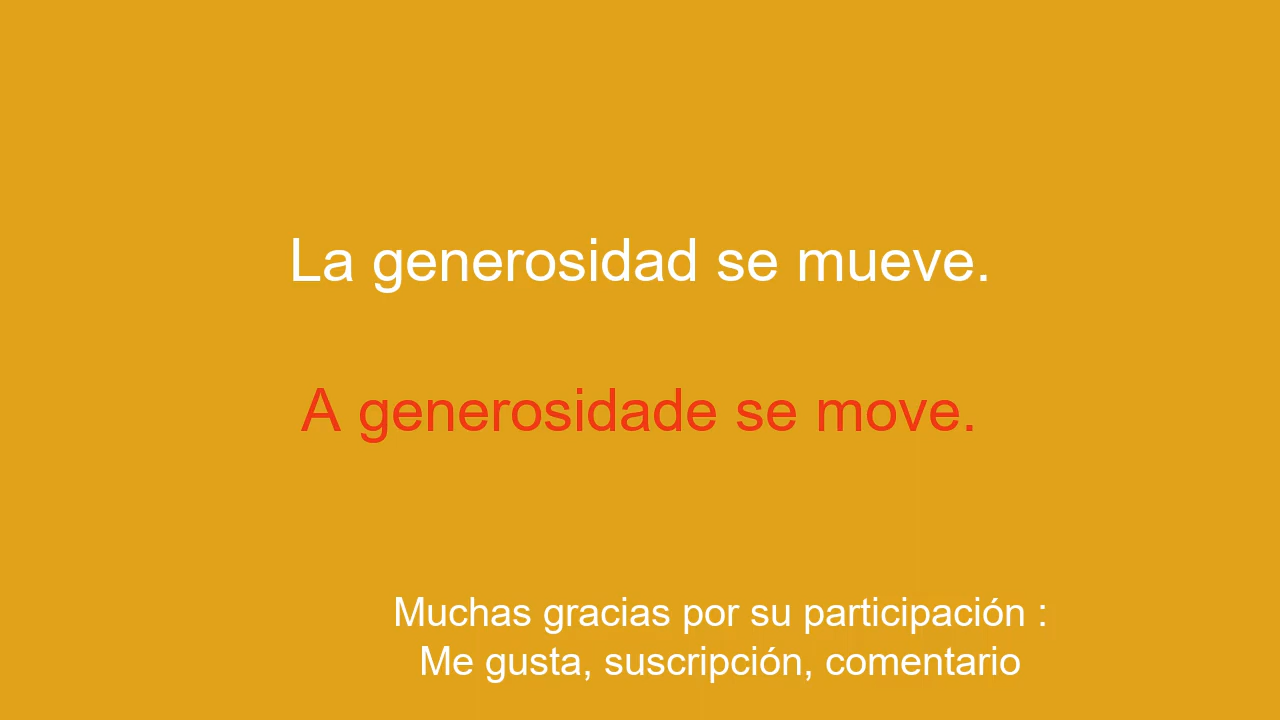 La generosidad se mueve.
A generosidade se move.
Muchas gracias por su participación :
Me gusta, suscripción, comentario